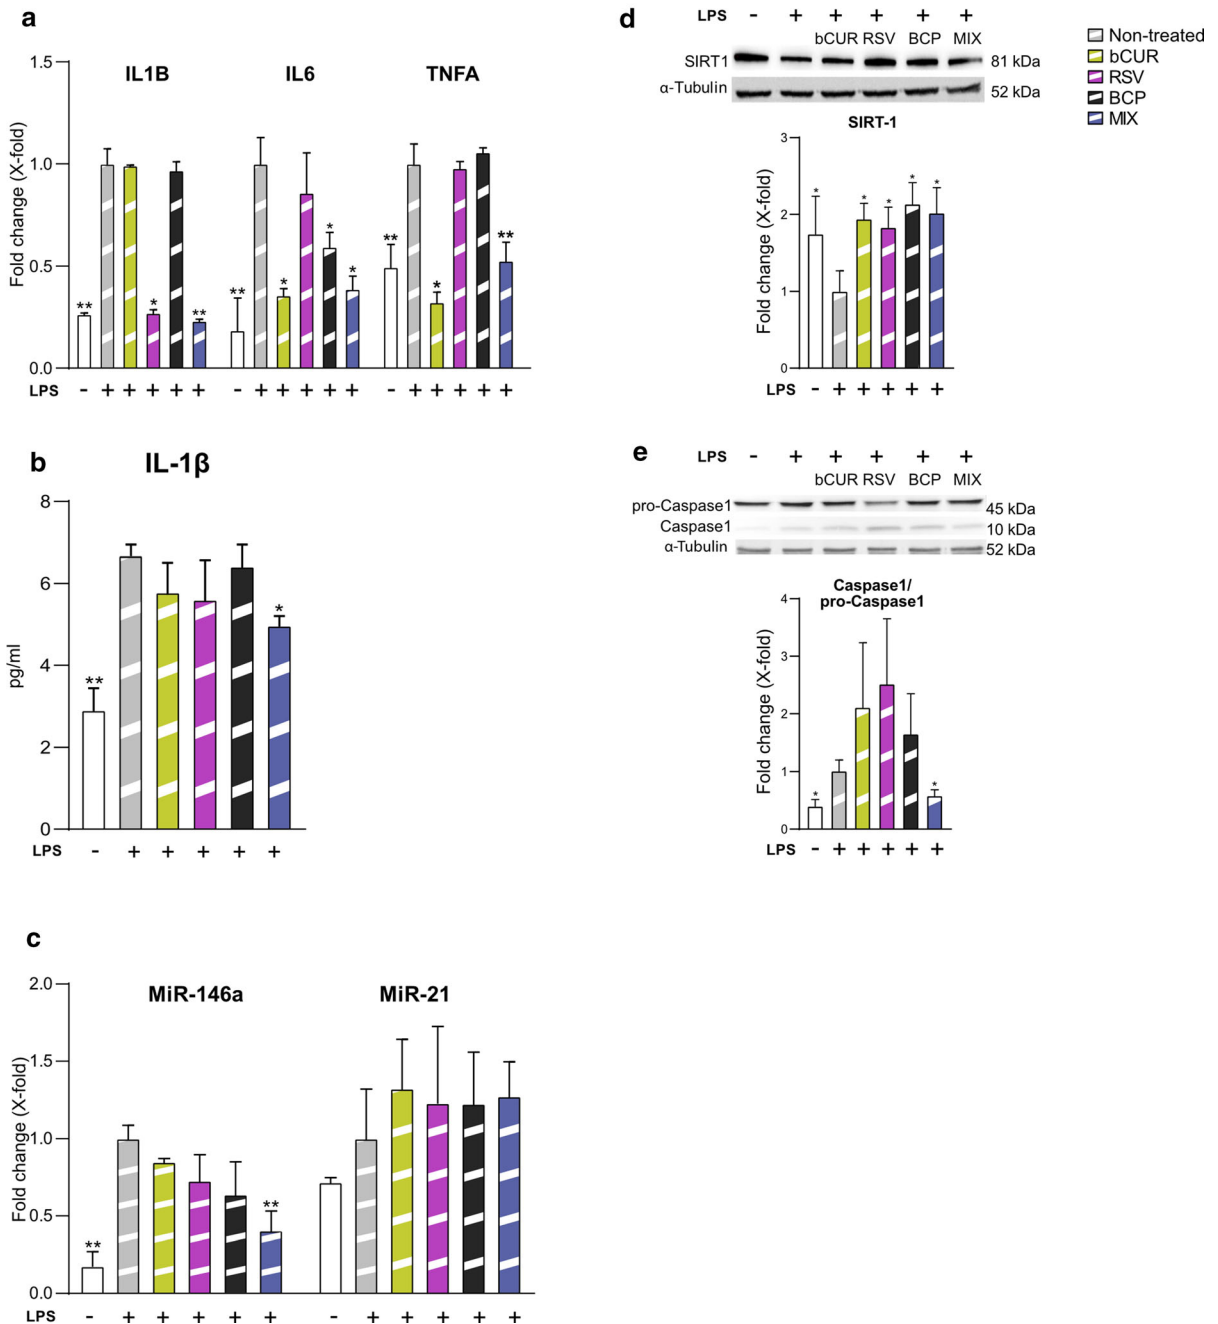 a
IL1B IL6 TNFA
Fold change (X-fold)
1.5
1.0
0.5
0.0
** * **
** * * *
** * **
LPS - + + + + + - + + + + + - + + + + +
b
IL-1β
pg/ml
8
6
4
2
0
** *
LPS - + + + + +
c
MiR-146a MiR-21
Fold change (X-fold)
2.0
1.5
1.0
0.5
0.0
** **
LPS - + + + + + - + + + + +
d
LPS - + + + + +
bCUR RSV BCP MIX
SIRT1 81 kDa
α-Tubulin 52 kDa
SIRT-1
Fold change (X-fold)
3
2
1
0
* * * * *
LPS - + + + + +
Non-treated
bCUR
RSV
BCP
MIX
e
LPS - + + + + +
bCUR RSV BCP MIX
pro-Caspase1 45 kDa
Caspase1 10 kDa
α-Tubulin 52 kDa
Caspase1/
pro-Caspase1
Fold change (X-fold)
4
3
2
1
0
* *
LPS - + + + + +